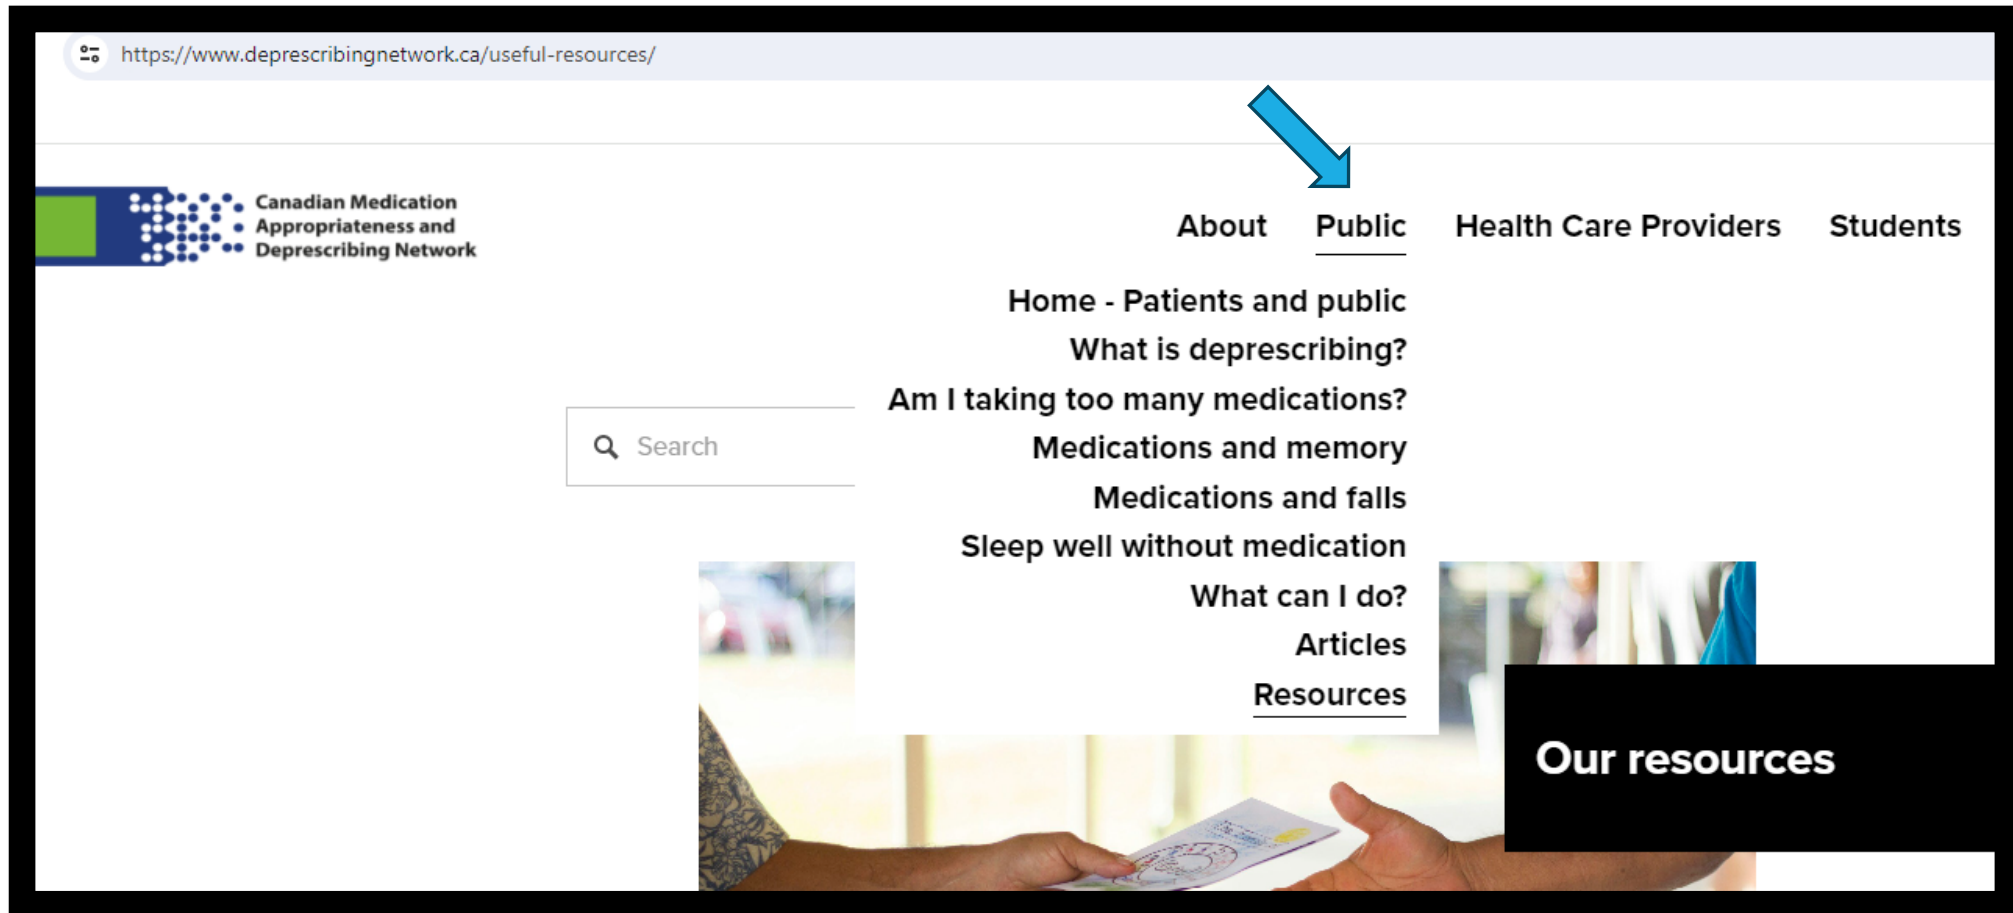 https://www.deprescribingnetwork.ca/useful-resources/
Canadian Medication
Appropriateness and
Deprescribing Network
About Public Health Care Providers Students
Home - Patients and public
What is deprescribing?
Am I taking too many medications?
Medications and memory
Medications and falls
Sleep well without medication
What can I do?
Articles
Resources
Search
Our resources